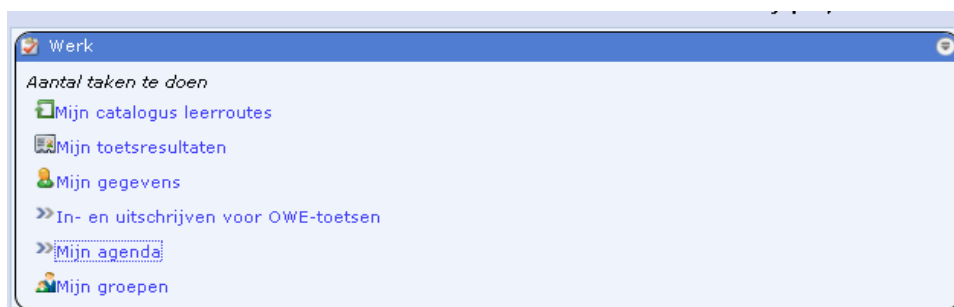 Werk
Aantal taken te doen
Mijn catalogus leerroutes
Mijn toetsresultaten
Mijn gegevens
In- en uitschrijven voor OWE-toetsen
Mijn agenda
Mijn groepen